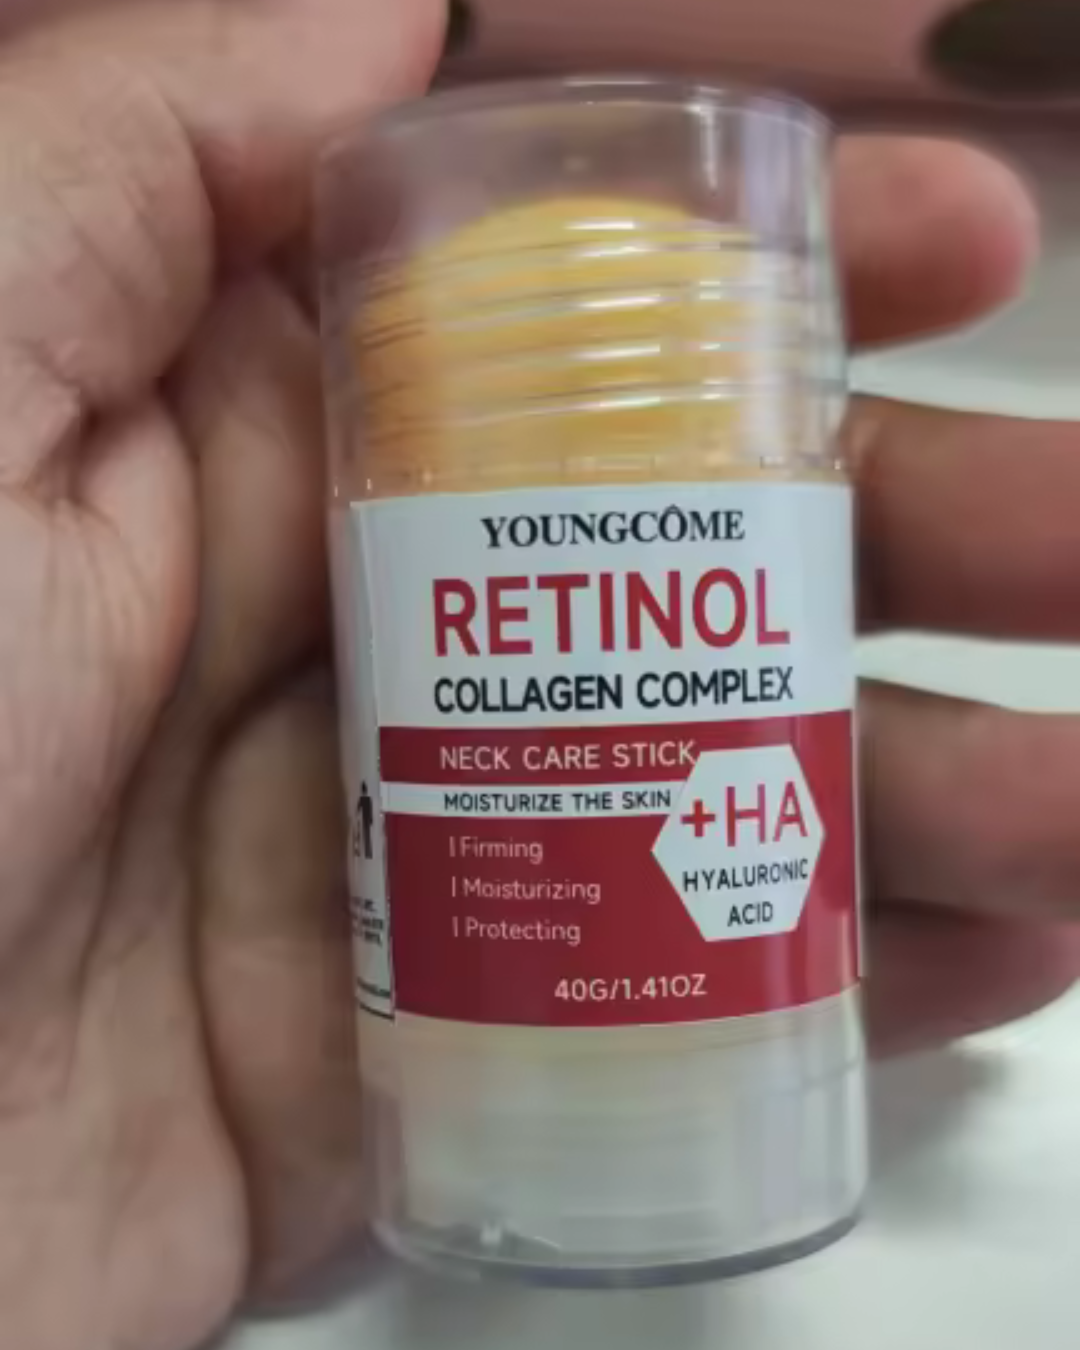 YOUNGCÔME
RETINOL
COLLAGEN COMPLEX
NECK CARE STICK
MOISTURIZE THE SKIN
+HA
HYALURONIC
ACID
| Firming
| Moisturizing
| Protecting
40G/1.41OZ